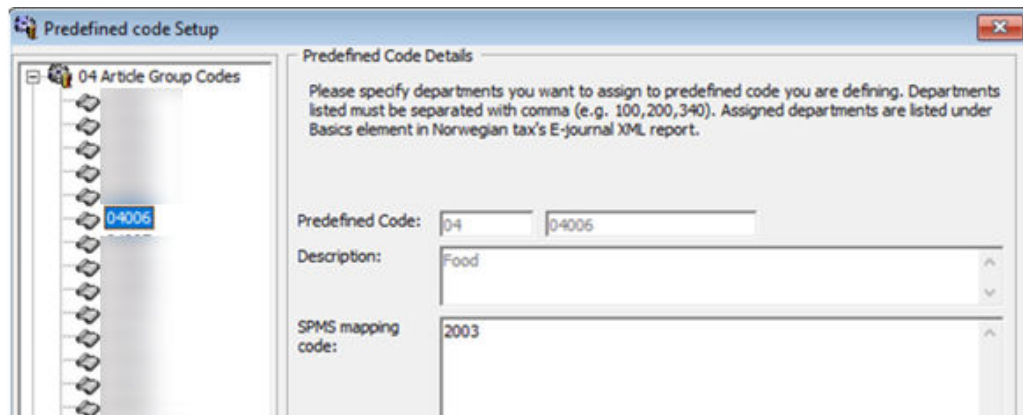 Predefined code Setup
04 Article Group Codes
04006
Predefined Code Details
Please specify departments you want to assign to predefined code you are defining. Departments
listed must be separated with comma (e.g. 100,200,340). Assigned departments are listed under
Basics element in Norwegian tax's E-journal XML report.
Predefined Code: 04 04006
Description: Food
SPMS mapping 2003
code: